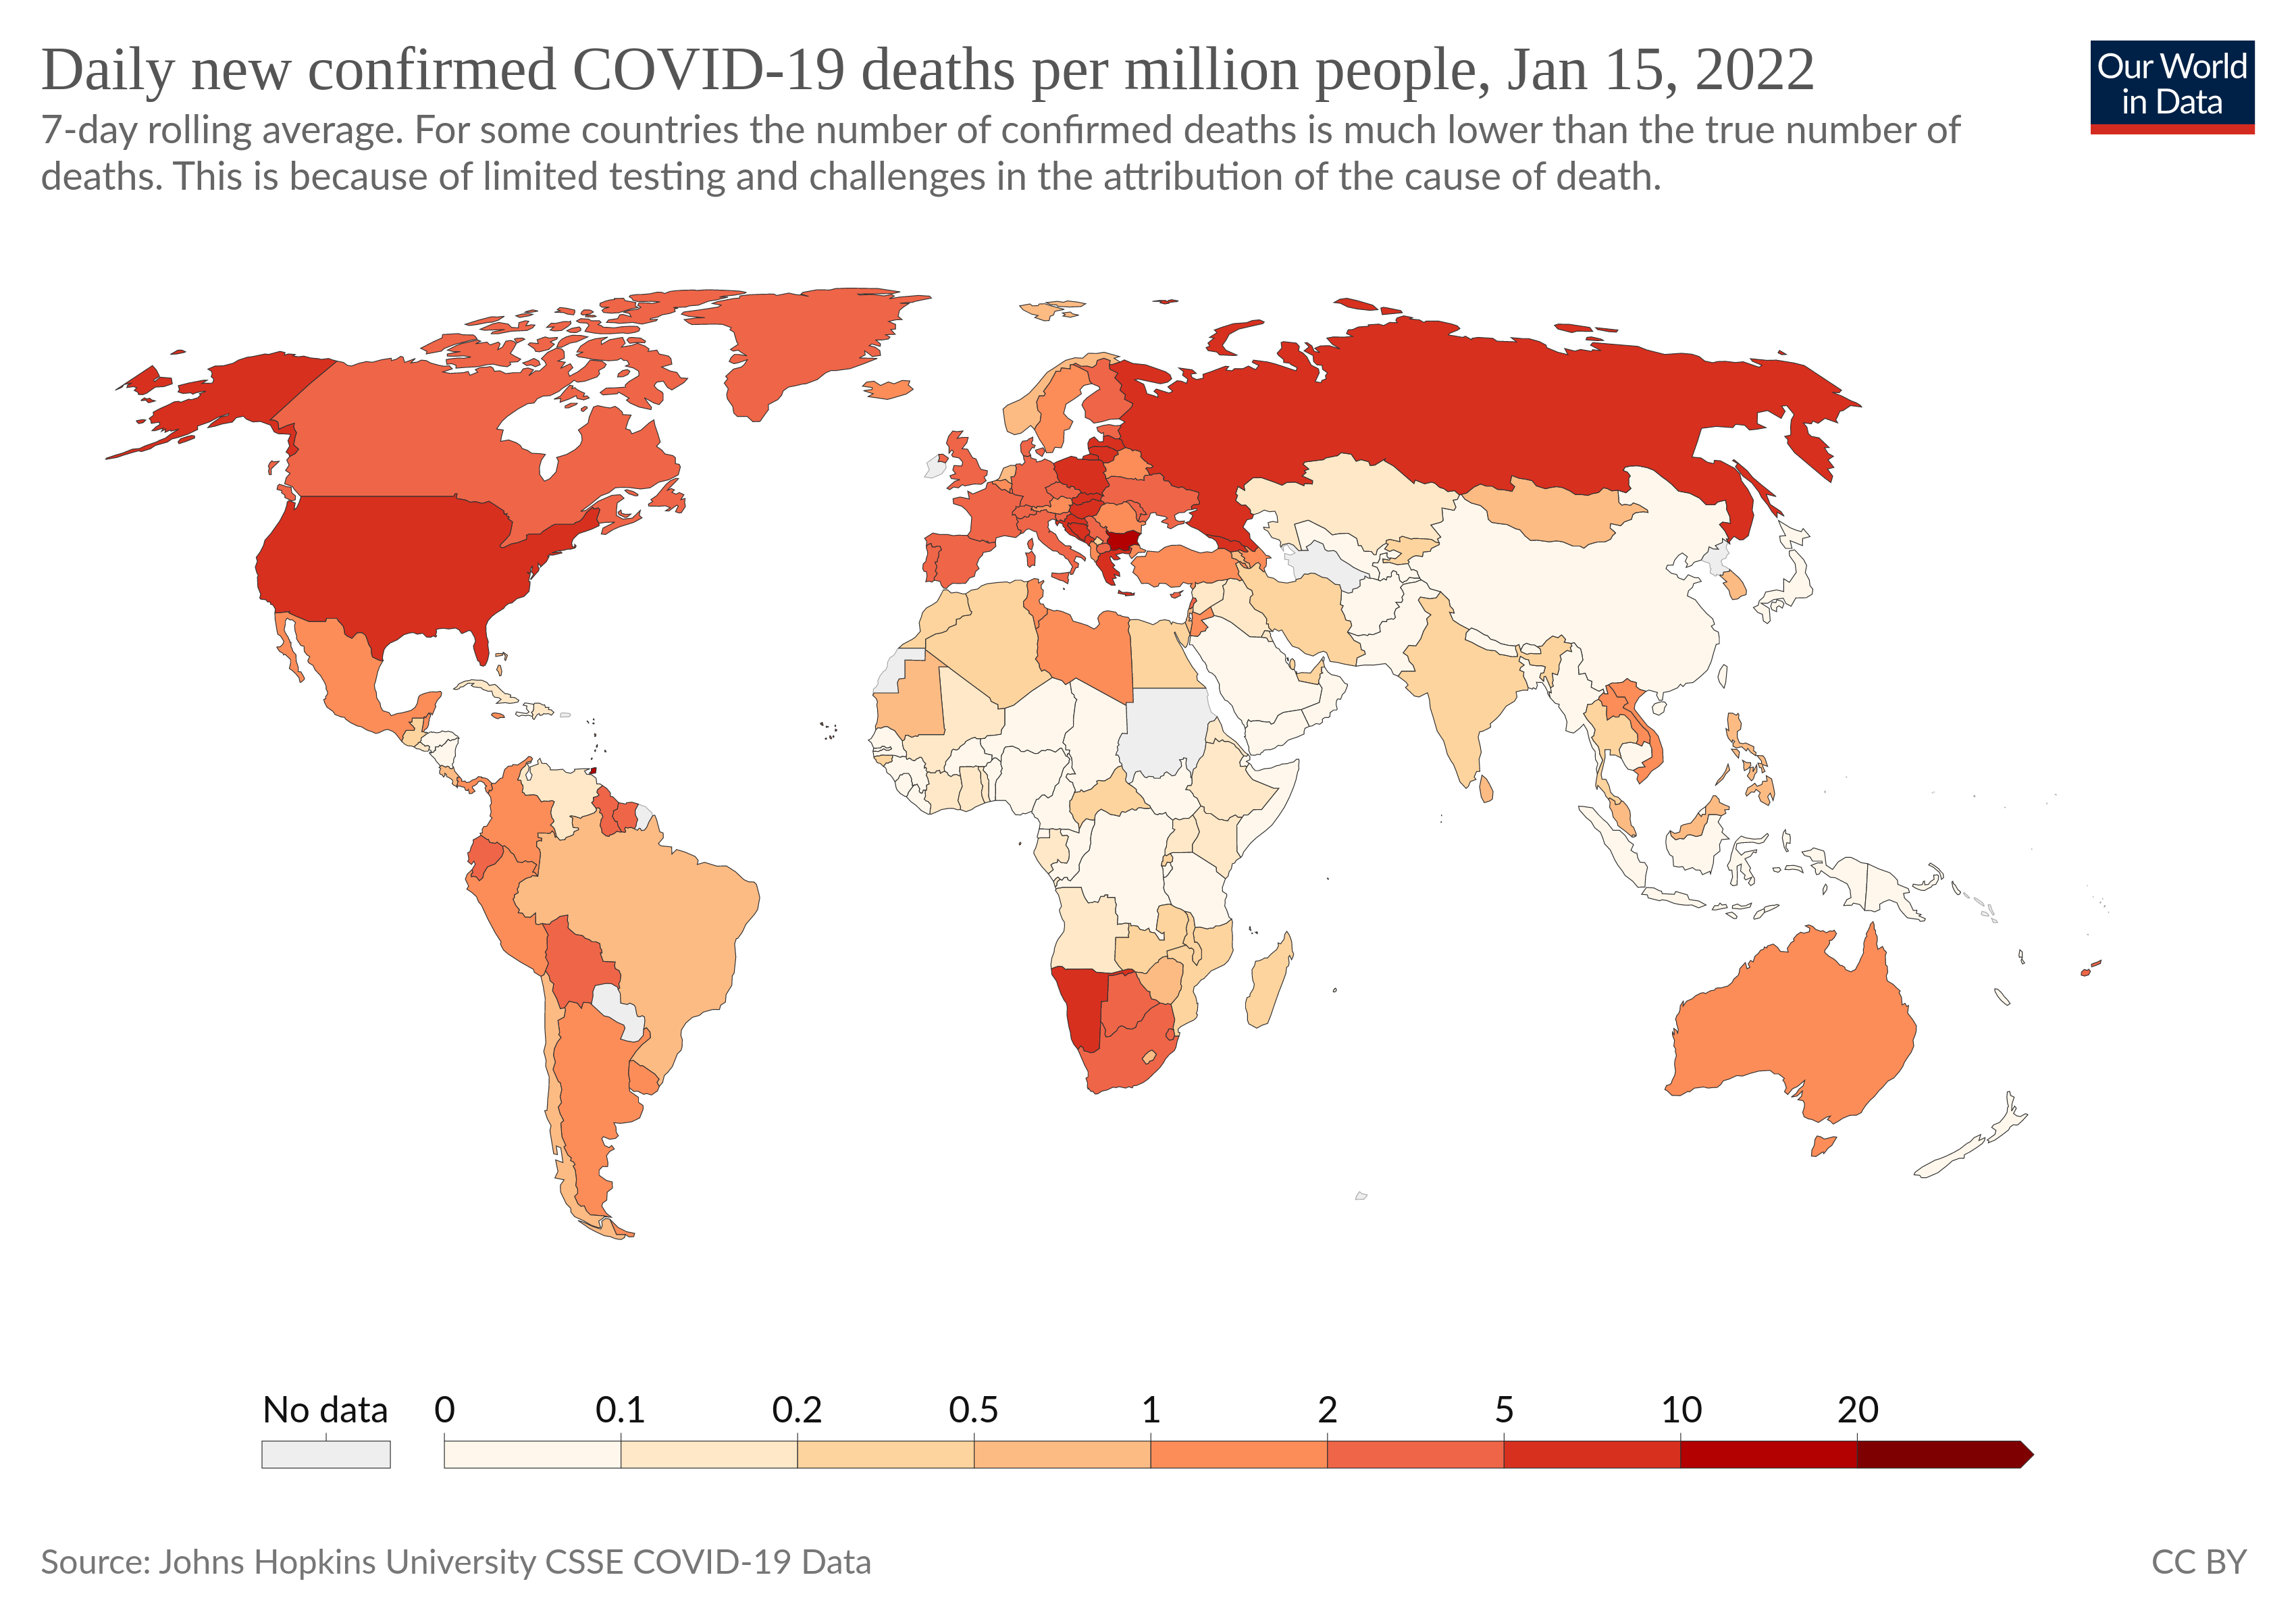 Daily new confirmed COVID-19 deaths per million people, Jan 15, 2022
Our World
in Data
7-day rolling average. For some countries the number of confirmed deaths is much lower than the true number of
deaths. This is because of limited testing and challenges in the attribution of the cause of death.
No data 0 0.1 0.2 0.5 1 2 5 10 20
Source: Johns Hopkins University CSSE COVID-19 Data
CC BY